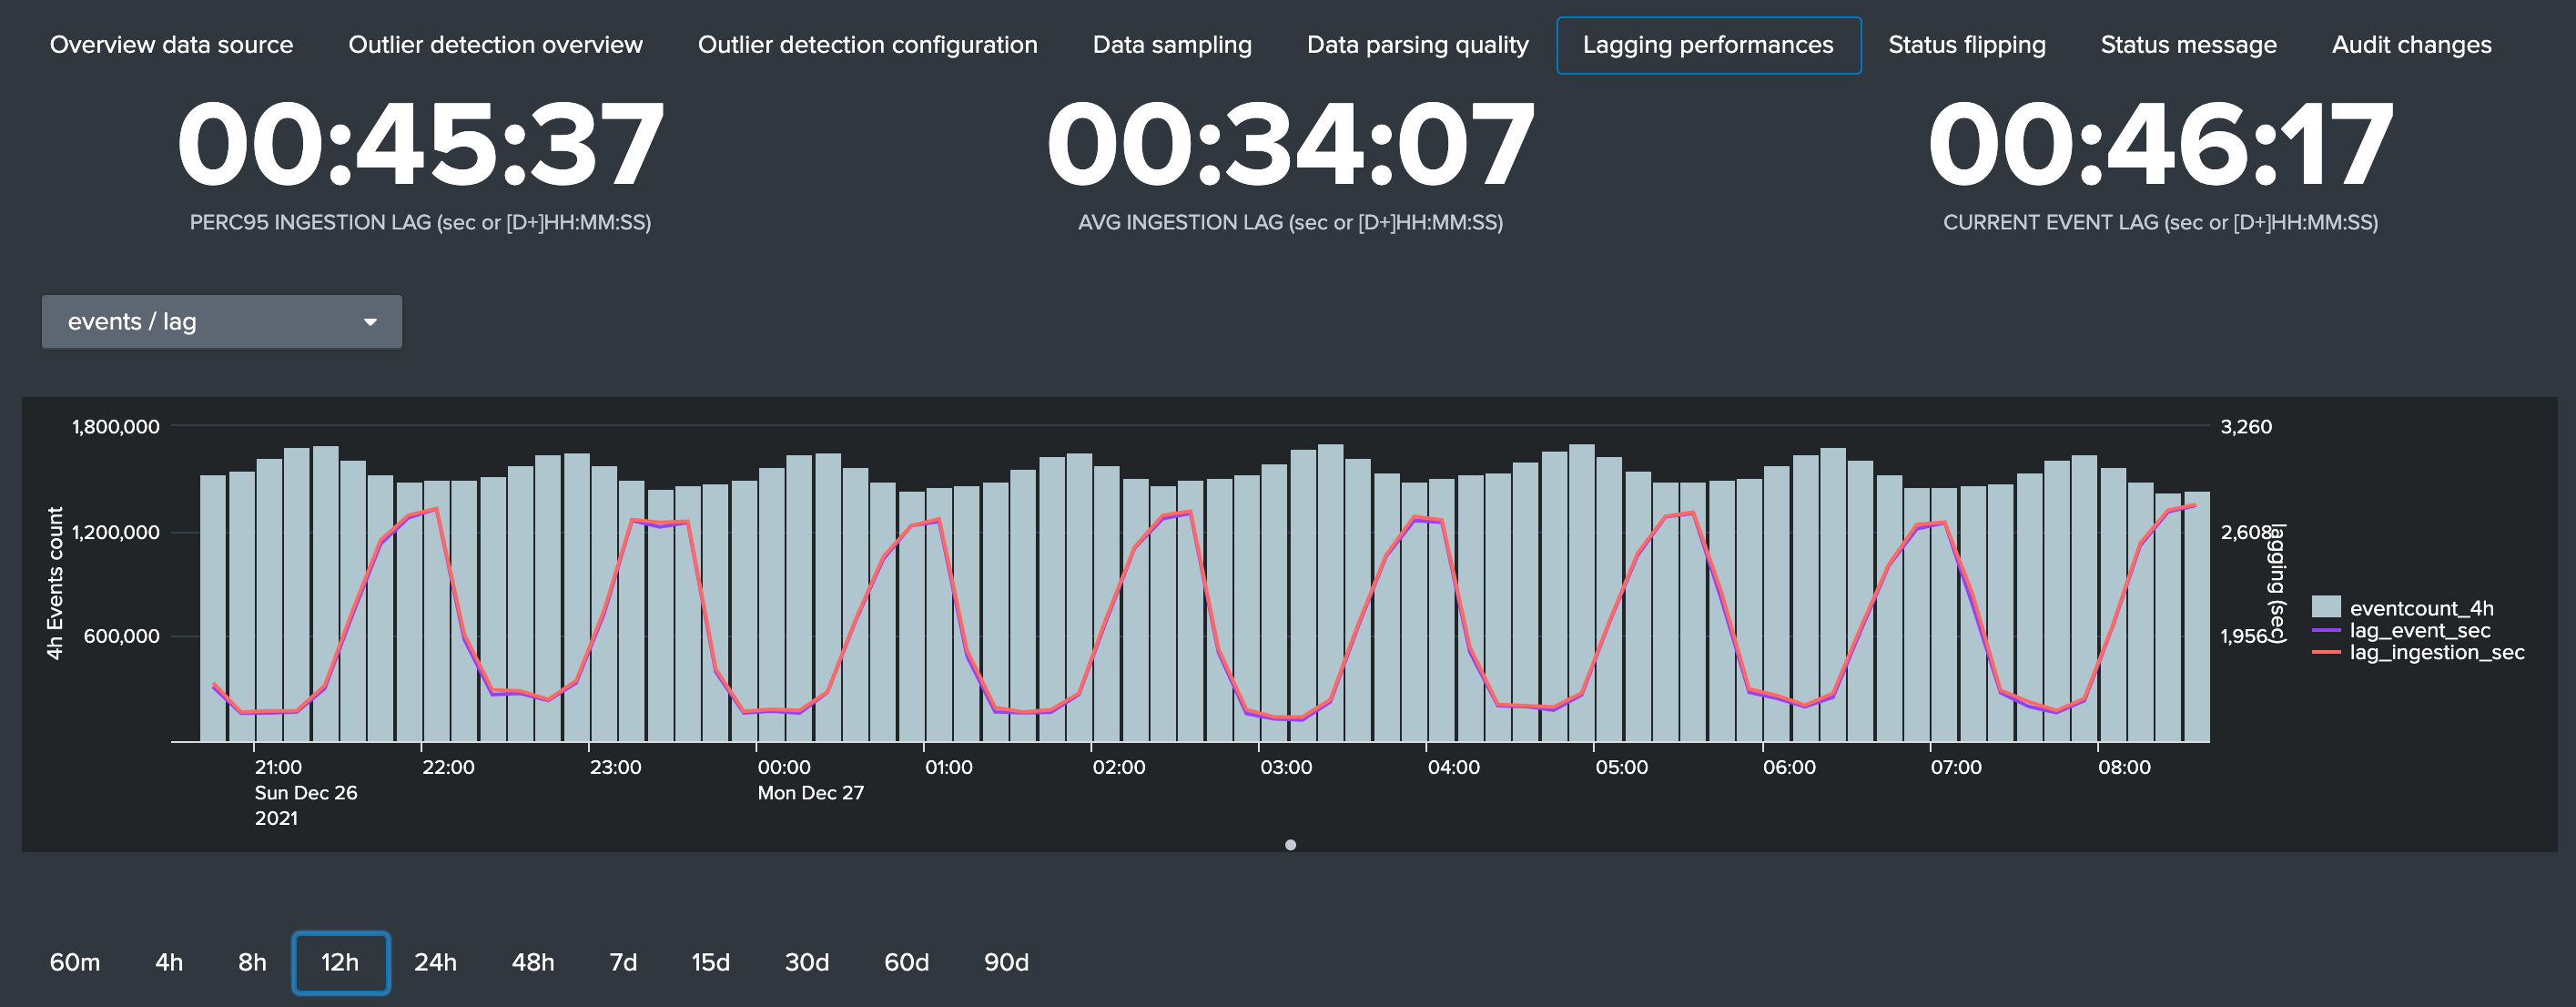 Overview data source Outlier detection overview Outlier detection configuration Data sampling Data parsing quality Lagging performances Status flipping Status message Audit changes
00:45:37 00:34:07 00:46:17
PERC95 INGESTION LAG (sec or [D+]HH:MM:SS) AVG INGESTION LAG (sec or [D+]HH:MM:SS) CURRENT EVENT LAG (sec or [D+]HH:MM:SS)
events / lag
4h Events count
1,800,000
1,200,000
600,000
3,260
2,608
1,956
lagging (sec)
eventcount_4h
lag_event_sec
lag_ingestion_sec
21:00 22:00 23:00 00:00 01:00 02:00 03:00 04:00 05:00 06:00 07:00 08:00
Sun Dec 26 Mon Dec 27
2021
60m 4h 8h 12h 24h 48h 7d 15d 30d 60d 90d